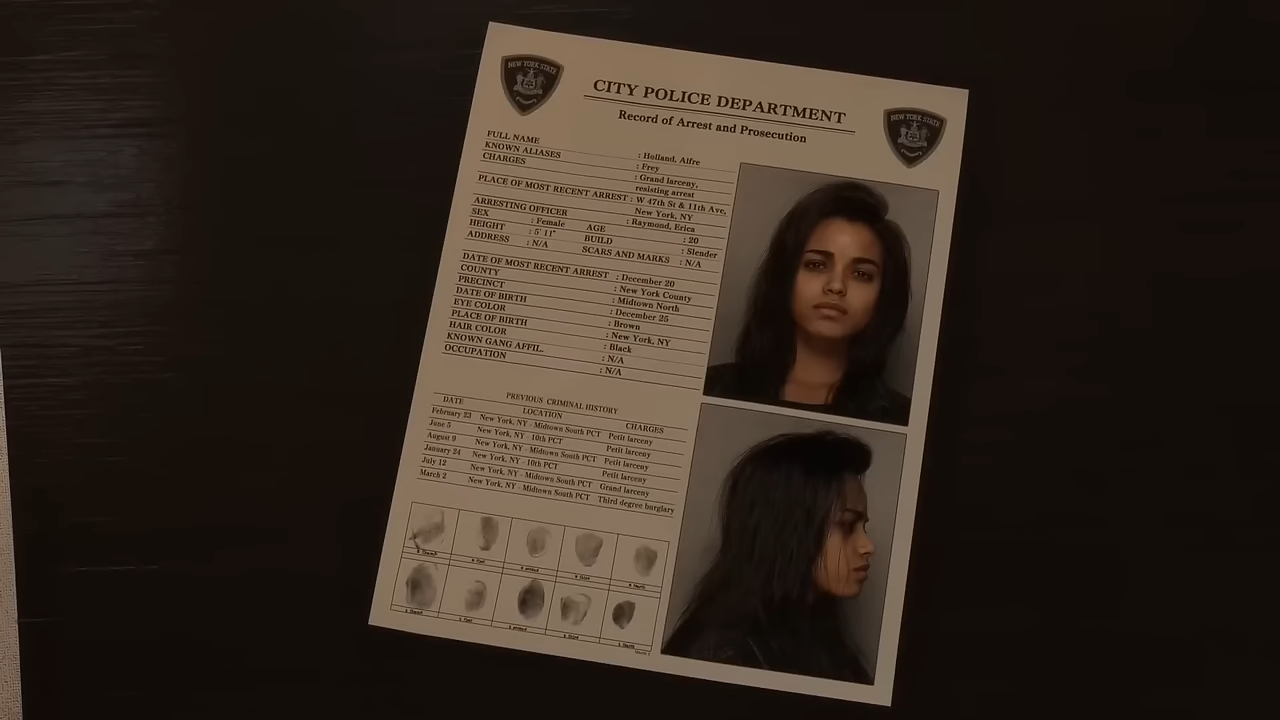 NEW YORK STATE
CITY POLICE DEPARTMENT
NEW YORK STATE
Record of Arrest and Prosecution
FULL NAME : Holland, Alfre
KNOWN ALIASES : Frey
CHARGES : Grand larceny,
resisting arrest
PLACE OF MOST RECENT ARREST : W 47th St & 11th Ave,
New York, NY
ARRESTING OFFICER : Raymond, Erica
SEX : Female AGE : 20
HEIGHT : 5' 11" BUILD : Slender
ADDRESS : N/A SCARS AND MARKS : N/A
DATE OF MOST RECENT ARREST : December 20
COUNTY : New York County
PRECINCT : Midtown North
DATE OF BIRTH : December 25
EYE COLOR : Brown
PLACE OF BIRTH : New York, NY
HAIR COLOR : Black
KNOWN GANG AFFIL. : N/A
OCCUPATION : N/A
PREVIOUS CRIMINAL HISTORY
DATE LOCATION CHARGES
February 23 New York, NY - Midtown South PCT Petit larceny
June 5 New York, NY - 10th PCT Petit larceny
August 9 New York, NY - Midtown South PCT Petit larceny
January 24 New York, NY - 10th PCT Petit larceny
July 12 New York, NY - Midtown South PCT Grand larceny
March 2 New York, NY - Midtown South PCT Third degree burglary